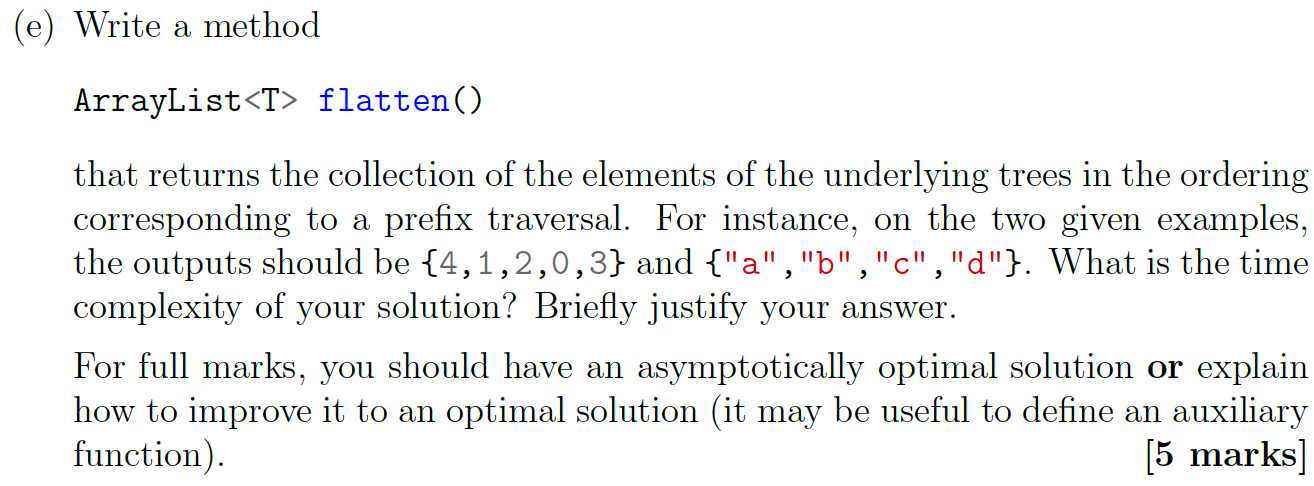 (e) Write a method
ArrayList<T> flatten()
that returns the collection of the elements of the underlying trees in the ordering
corresponding to a prefix traversal. For instance, on the two given examples,
the outputs should be {4,1,2,0,3} and {"a","b","c","d"}. What is the time
complexity of your solution? Briefly justify your answer.
For full marks, you should have an asymptotically optimal solution or explain
how to improve it to an optimal solution (it may be useful to define an auxiliary
function). [5 marks]